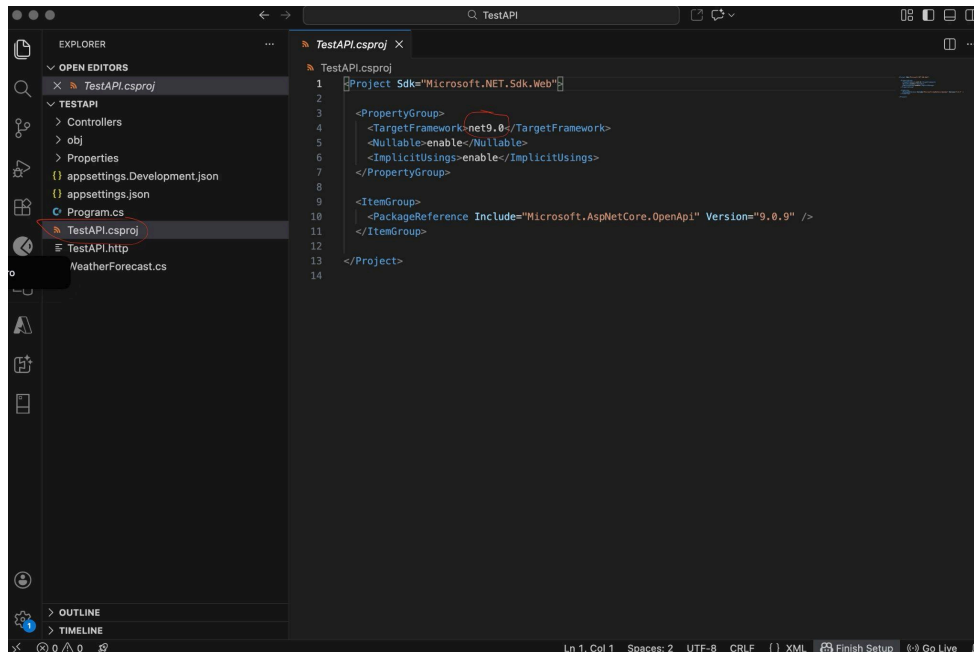 TestAPI
EXPLORER
OPEN EDITORS
TestAPI.csproj
TESTAPI
Controllers
obj
Properties
{} appsettings.Development.json
{} appsettings.json
Program.cs
TestAPI.csproj
TestAPI.http
WeatherForecast.cs
OUTLINE
TIMELINE
1
TestAPI.csproj
TestAPI.csproj
1 <Project Sdk="Microsoft.NET.Sdk.Web">
2
3 <PropertyGroup>
4 <TargetFramework>net9.0</TargetFramework>
5 <Nullable>enable</Nullable>
6 <ImplicitUsings>enable</ImplicitUsings>
7 </PropertyGroup>
8
9 <ItemGroup>
10 <PackageReference Include="Microsoft.AspNetCore.OpenApi" Version="9.0.9" />
11 </ItemGroup>
12
13 </Project>
14
0 0 Ln 1, Col 1 Spaces: 2 UTF-8 CRLF {} XML Finish Setup Go Live